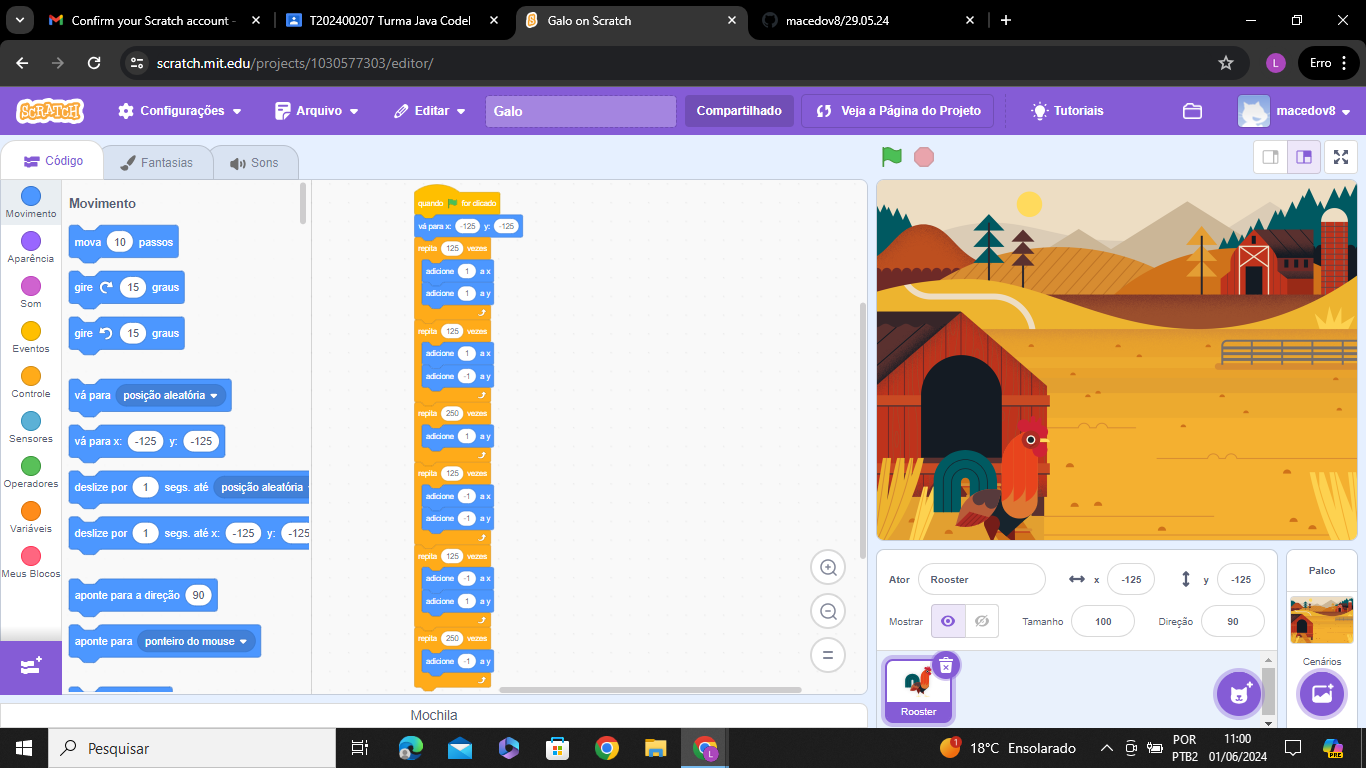 Confirm your Scratch account -
T202400207 Turma Java Codel
Galo on Scratch
macedov8/29.05.24
scratch.mit.edu/projects/1030577303/editor/
L
Erro
SCRATCH
Configurações
Arquivo
Editar
Galo
Compartilhado
Veja a Página do Projeto
Tutoriais
macedov8
Código
Fantasias
Sons
Movimento
Aparência
Som
Eventos
Controle
Sensores
Operadores
Variáveis
Meus Blocos
Movimento
mova 10 passos
gire 15 graus
gire 15 graus
vá para posição aleatória
vá para x: -125 y: -125
deslize por 1 segs. até posição aleatória
deslize por 1 segs. até x: -125 y: -125
aponte para a direção 90
aponte para ponteiro do mouse
quando for clicado
vá para x: -125 y: -125
repita 125 vezes
adicione 1 a x
adicione 1 a y
repita 125 vezes
adicione 1 a x
adicione -1 a y
repita 250 vezes
adicione 1 a y
repita 125 vezes
adicione -1 a x
adicione -1 a y
repita 125 vezes
adicione -1 a x
adicione 1 a y
repita 250 vezes
adicione -1 a y
Mochila
Ator Rooster x -125 y -125
Mostrar Tamanho 100 Direção 90
Rooster
Palco
Cenários
Pesquisar
L
1
18°C Ensolarado
POR
PTB2
11:00
01/06/2024
PRE